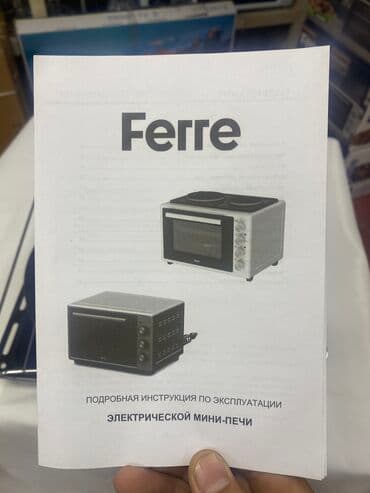 Ferre
ПОДРОБНАЯ ИНСТРУКЦИЯ ПО ЭКСПЛУАТАЦИИ
ЭЛЕКТРИЧЕСКОЙ МИНИ-ПЕЧИ